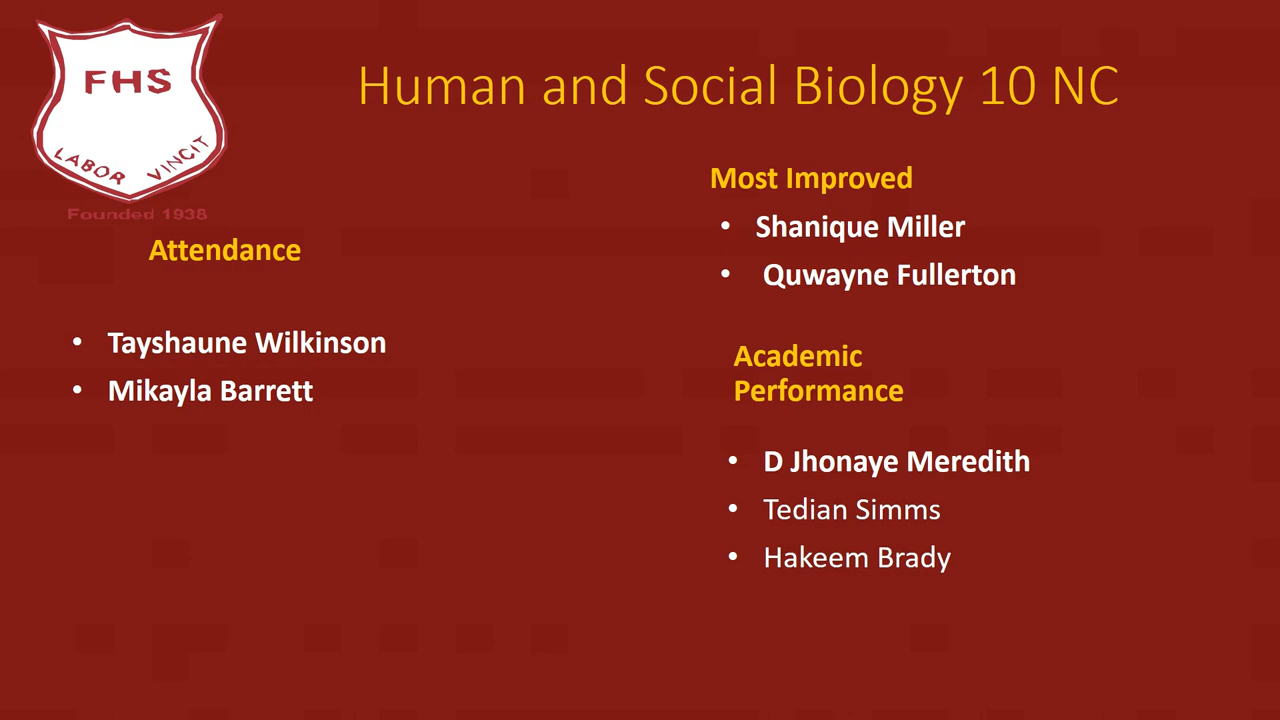 FHS
LABOR VINCIT
Founded 1938
Human and Social Biology 10 NC
Attendance
• Tayshaune Wilkinson
• Mikayla Barrett
Most Improved
• Shanique Miller
• Quwayne Fullerton
Academic
Performance
• D Jhonaye Meredith
• Tedian Simms
• Hakeem Brady